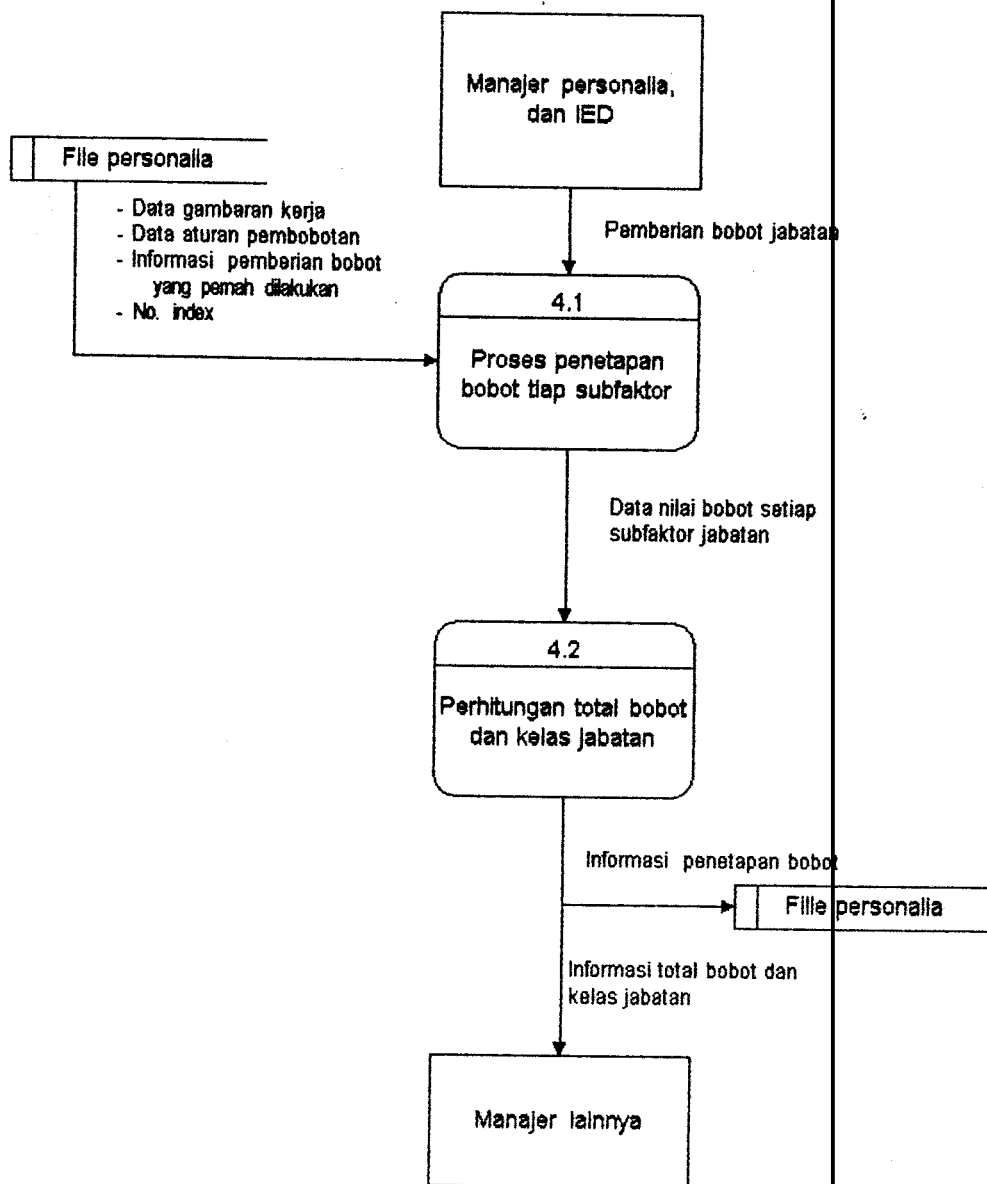 Manajer personalia,
dan IED
File personalia
- Data gambaran kerja
- Data aturan pembobotan
- Informasi pemberian bobot
yang pernah dilakukan
- No. index
Pemberian bobot jabatan
4.1
Proses penetapan
bobot tiap subfaktor
Data nilai bobot setiap
subfaktor jabatan
4.2
Perhitungan total bobot
dan kelas jabatan
Informasi penetapan bobot
Fille personalia
Informasi total bobot dan
kelas jabatan
Manajer lainnya